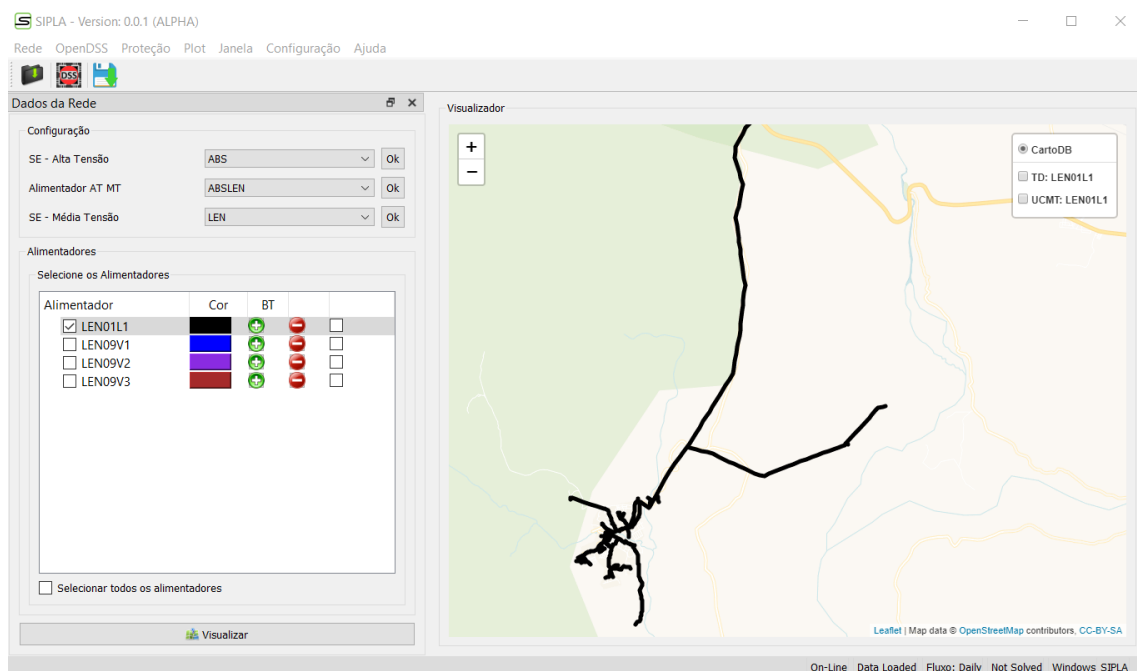 SIPLA - Version: 0.0.1 (ALPHA)
Rede OpenDSS Proteção Plot Janela Configuração Ajuda
DSS
Dados da Rede
Configuração
SE - Alta Tensão ABS Ok
Alimentador AT MT ABSLEN Ok
SE - Média Tensão LEN Ok
Alimentadores
Selecione os Alimentadores
Alimentador Cor BT
LEN01L1
LEN09V1
LEN09V2
LEN09V3
Selecionar todos os alimentadores
Visualizar
Visualizador
+
−
CartoDB
TD: LEN01L1
UCMT: LEN01L1
Leaflet | Map data © OpenStreetMap contributors, CC-BY-SA
On-Line Data Loaded Fluxo: Daily Not Solved Windows SIPLA